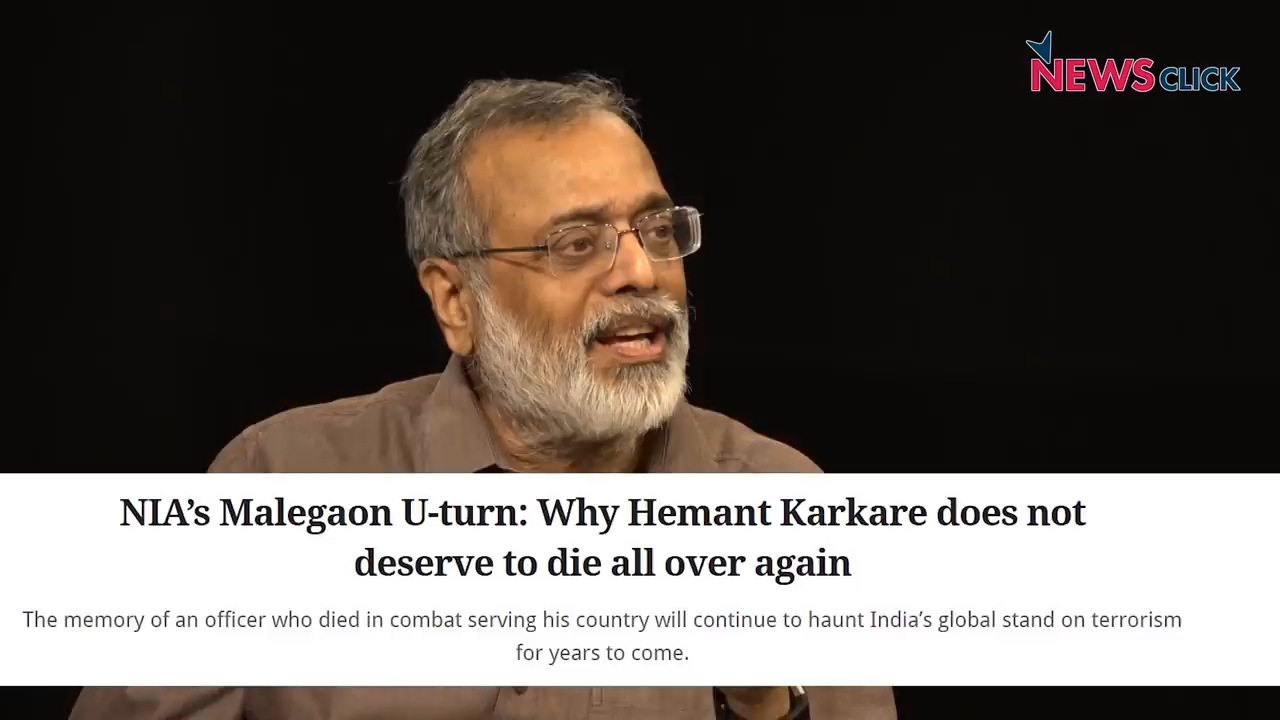 NEWSCLICK
NIA’s Malegaon U-turn: Why Hemant Karkare does not
deserve to die all over again
The memory of an officer who died in combat serving his country will continue to haunt India’s global stand on terrorism
for years to come.